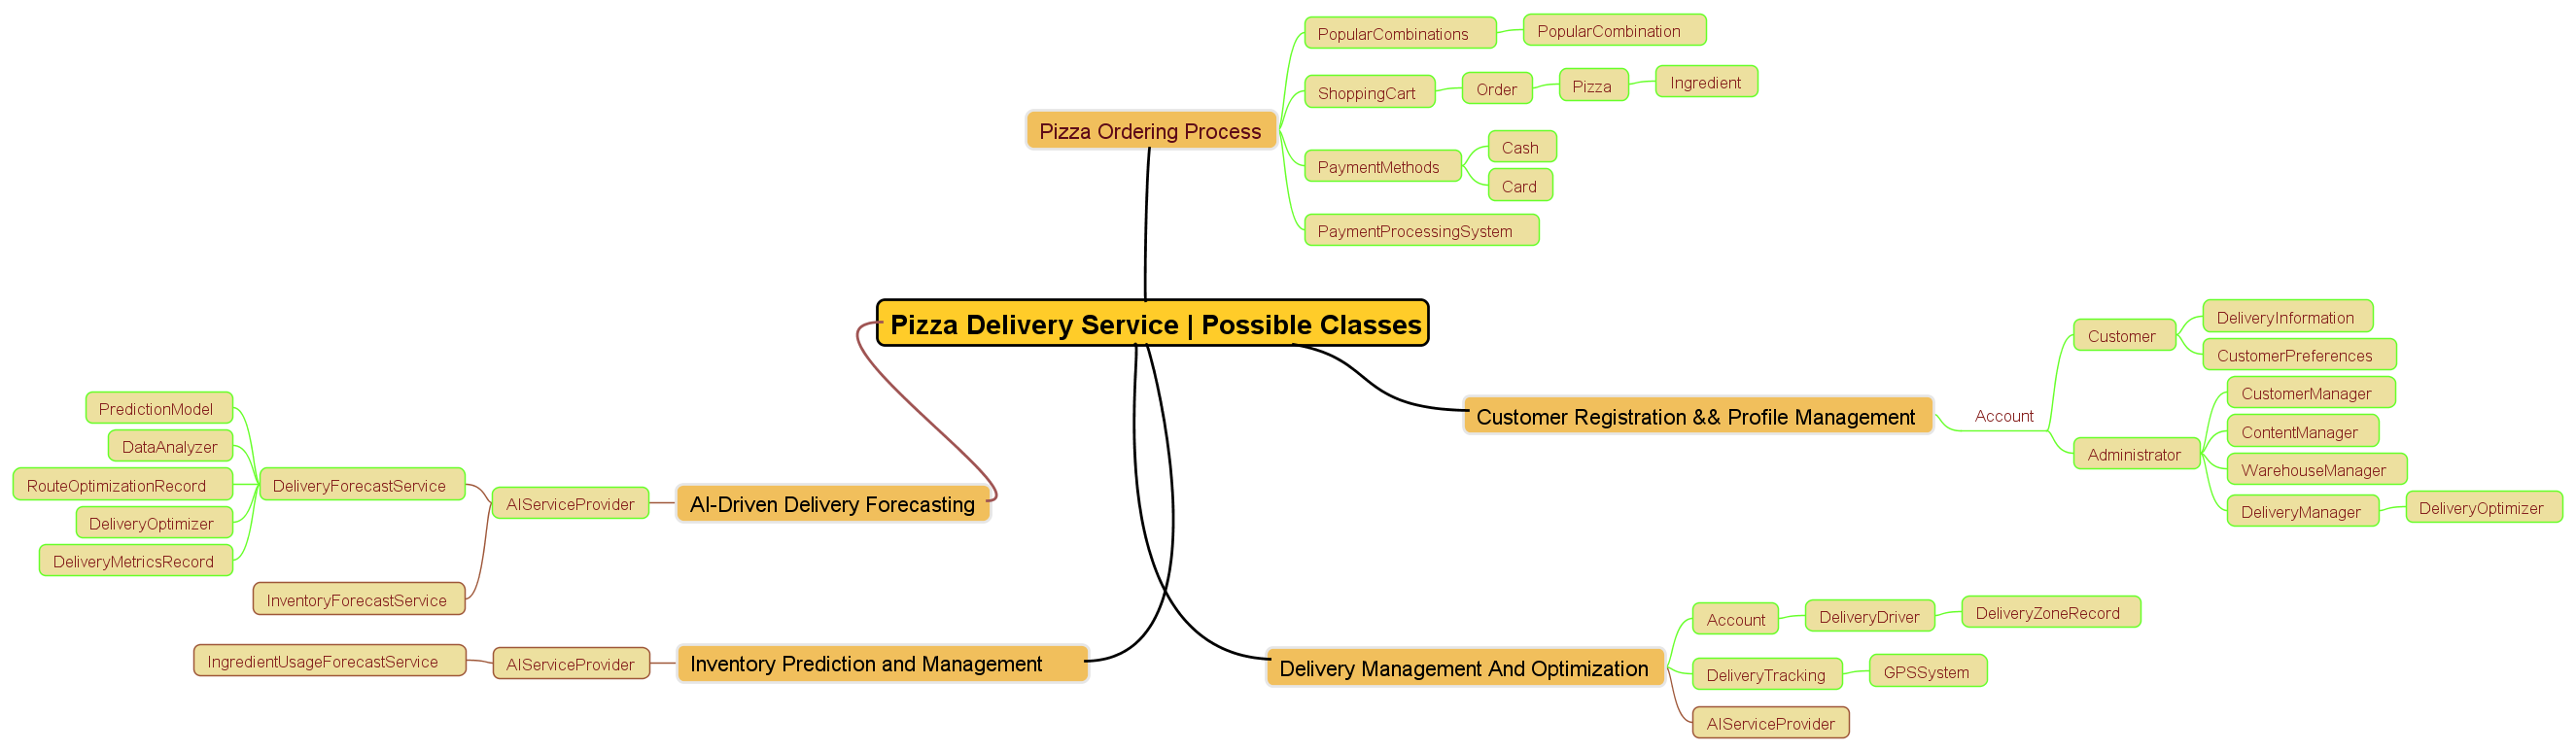 PopularCombinations
PopularCombination
ShoppingCart
Order
Pizza
Ingredient
Pizza Ordering Process
PaymentMethods
Cash
Card
PaymentProcessingSystem
Pizza Delivery Service | Possible Classes
Customer Registration && Profile Management
Account
Customer
DeliveryInformation
CustomerPreferences
Administrator
CustomerManager
ContentManager
WarehouseManager
DeliveryManager
DeliveryOptimizer
AI-Driven Delivery Forecasting
AIServiceProvider
DeliveryForecastService
PredictionModel
DataAnalyzer
RouteOptimizationRecord
DeliveryOptimizer
DeliveryMetricsRecord
InventoryForecastService
Inventory Prediction and Management
AIServiceProvider
IngredientUsageForecastService
Delivery Management And Optimization
Account
DeliveryDriver
DeliveryZoneRecord
DeliveryTracking
GPSSystem
AIServiceProvider